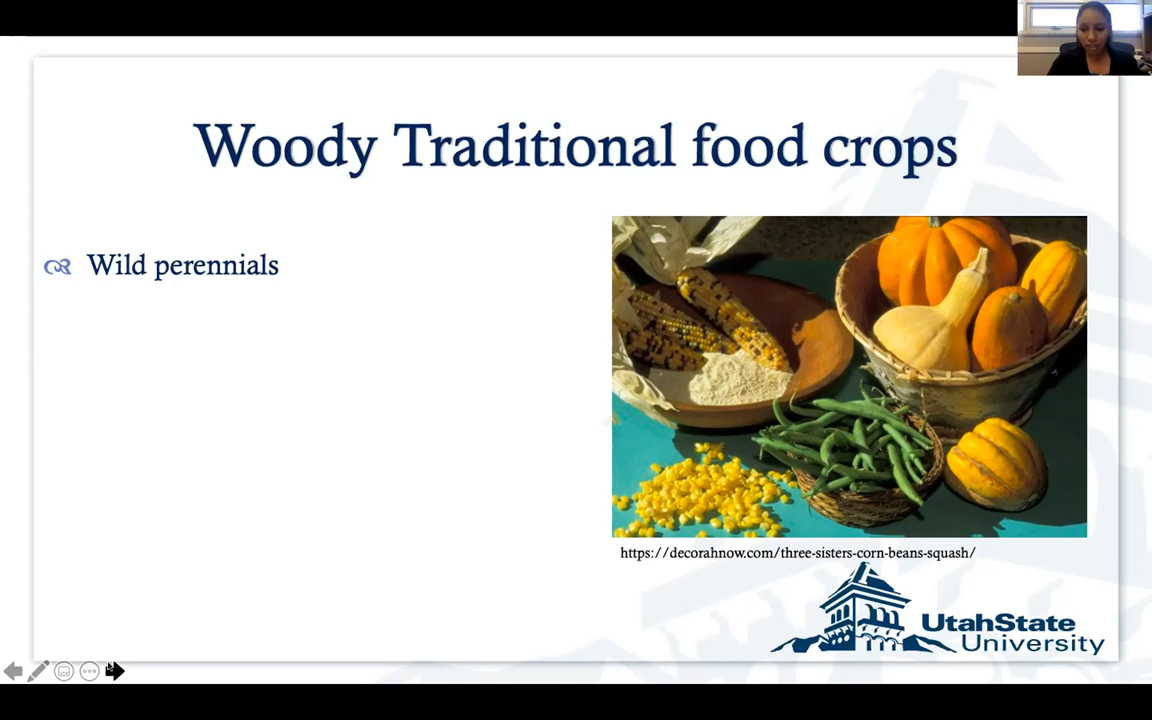 Woody Traditional food crops
Wild perennials
https://decorahnow.com/three-sisters-corn-beans-squash/
UtahState
University